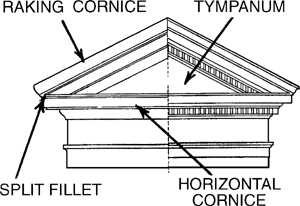 RAKING CORNICE
TYMPANUM
SPLIT FILLET
HORIZONTAL
CORNICE